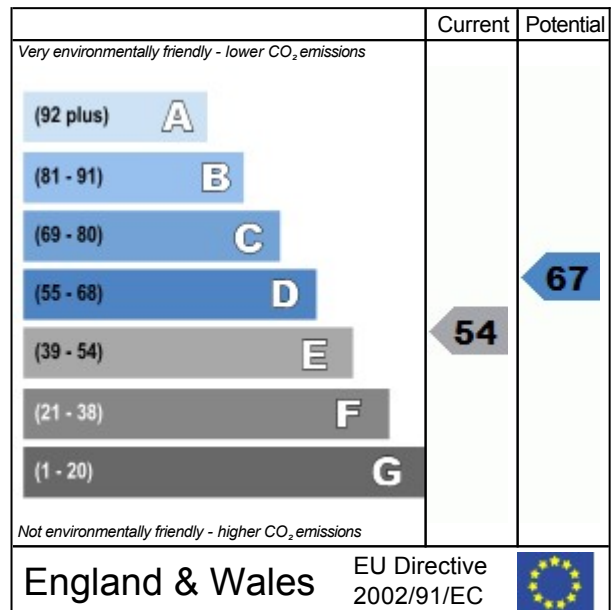 Current Potential
Very environmentally friendly - lower CO₂ emissions
(92 plus) A
(81 - 91) B
(69 - 80) C
(55 - 68) D
(39 - 54) E
(21 - 38) F
(1 - 20) G
67
54
Not environmentally friendly - higher CO₂ emissions
England & Wales
EU Directive
2002/91/EC